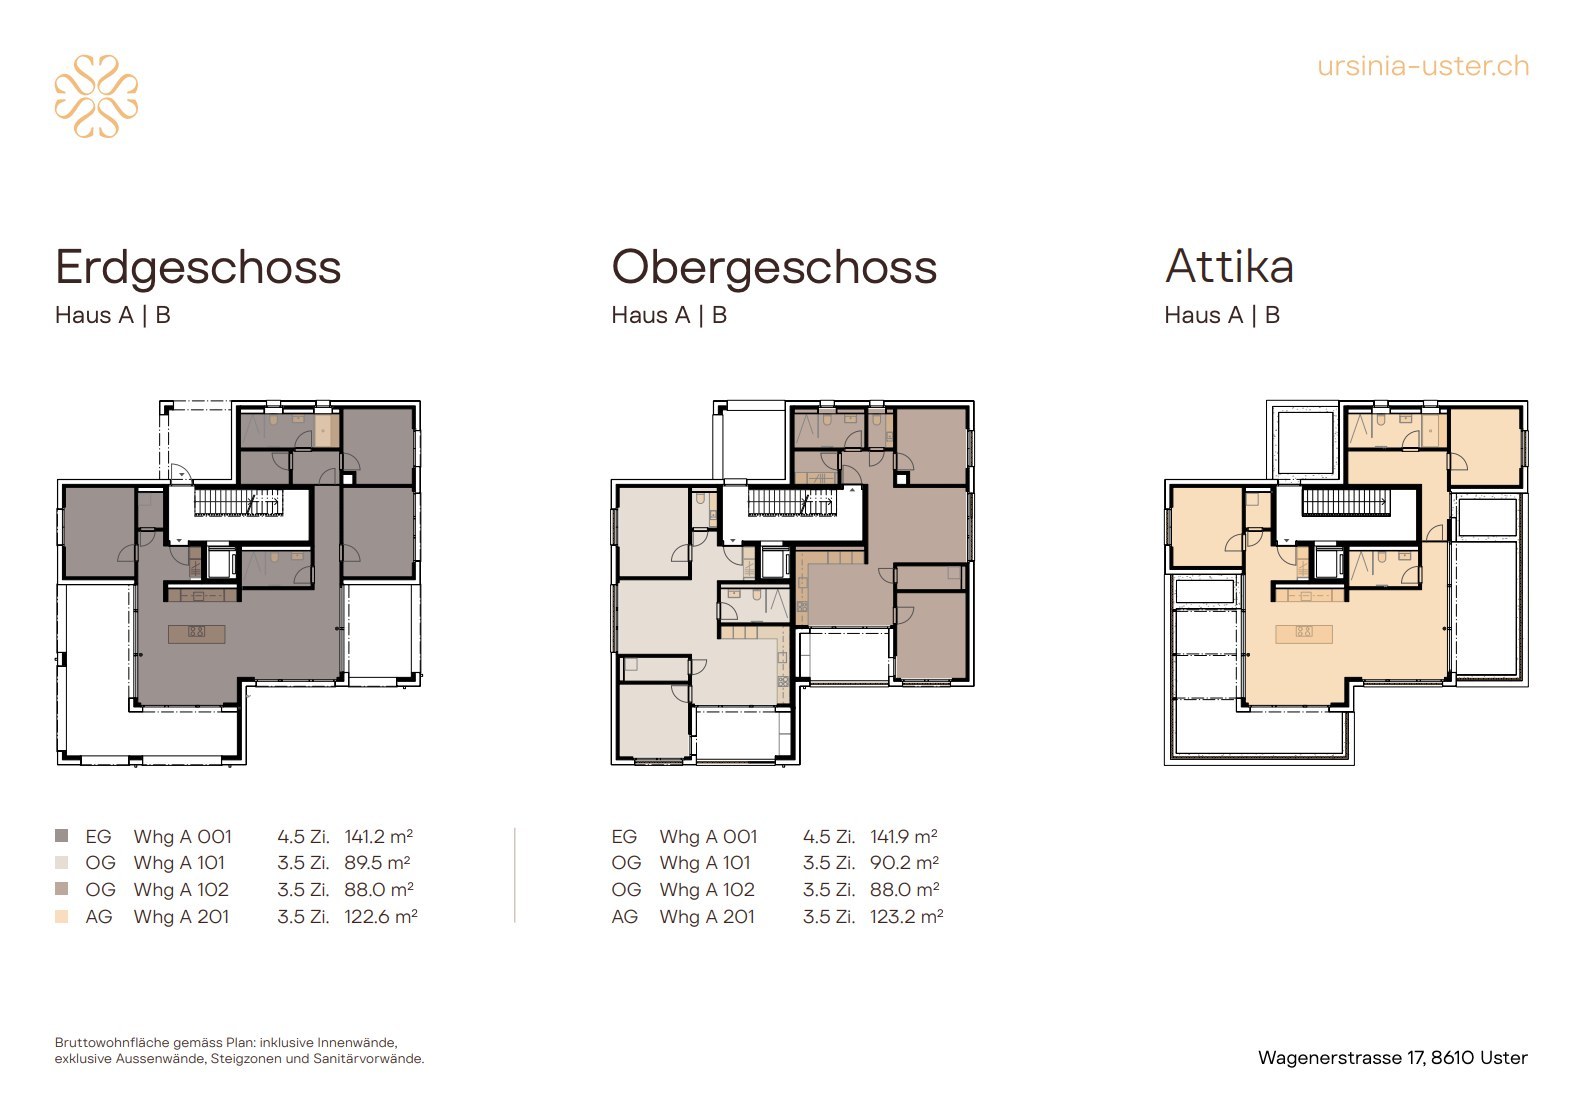 ursinia-uster.ch
Erdgeschoss
Haus A | B
Obergeschoss
Haus A | B
Attika
Haus A | B
EG Whg A 001 4.5 Zi. 141.2 m²
OG Whg A 101 3.5 Zi. 89.5 m²
OG Whg A 102 3.5 Zi. 88.0 m²
AG Whg A 201 3.5 Zi. 122.6 m²
EG Whg A 001 4.5 Zi. 141.9 m²
OG Whg A 101 3.5 Zi. 90.2 m²
OG Whg A 102 3.5 Zi. 88.0 m²
AG Whg A 201 3.5 Zi. 123.2 m²
Bruttowohnfläche gemäss Plan: inklusive Innenwände,
exklusive Aussenwände, Steigzonen und Sanitärvorwände.
Wagenerstrasse 17, 8610 Uster